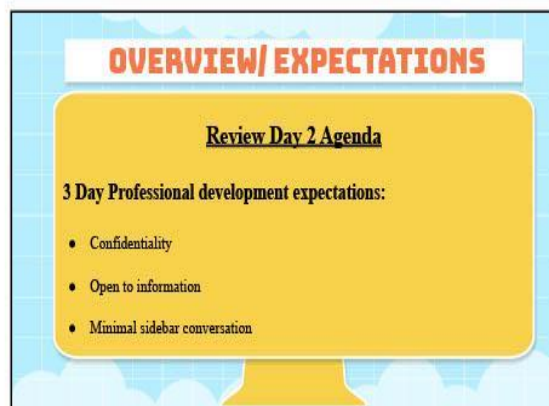 OVERVIEW/ EXPECTATIONS
Review Day 2 Agenda
3 Day Professional development expectations:
● Confidentiality
● Open to information
● Minimal sidebar conversation